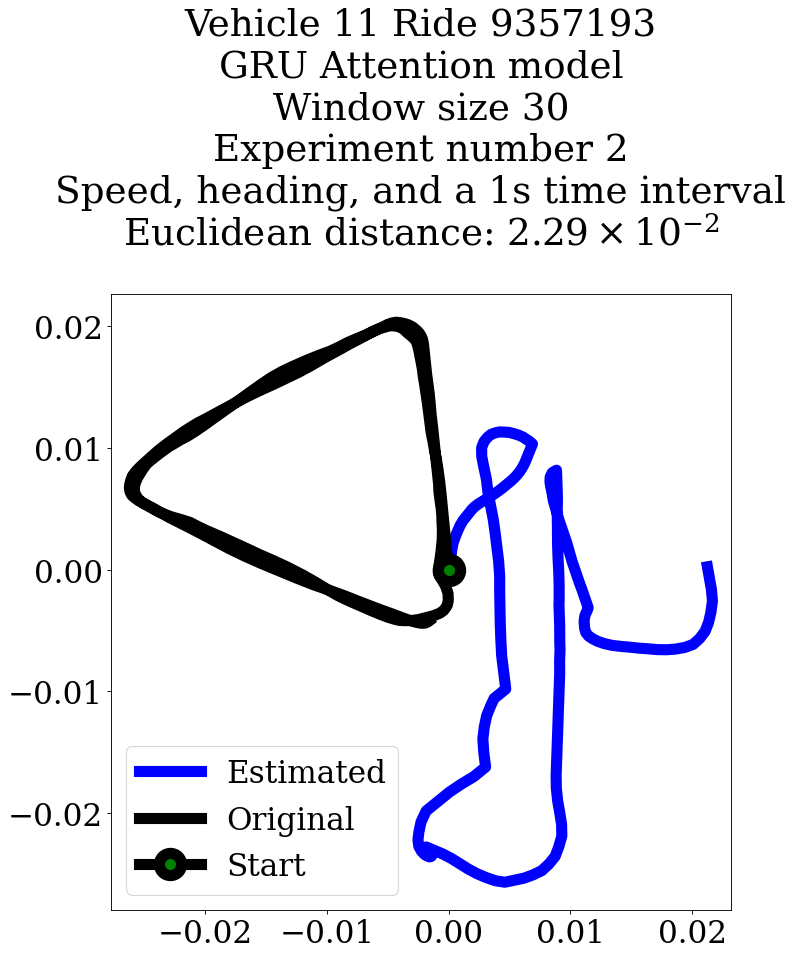 Vehicle 11 Ride 9357193
GRU Attention model
Window size 30
Experiment number 2
Speed, heading, and a 1s time interval
Euclidean distance: 2.29 × 10⁻²
0.02
0.01
0.00
−0.01
−0.02
Estimated
Original
Start
−0.02 −0.01 0.00 0.01 0.02